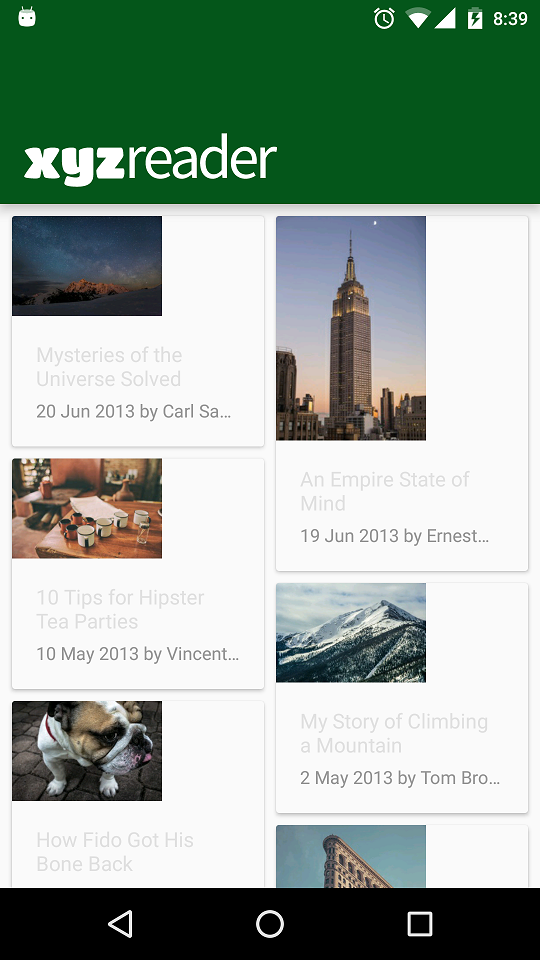 8:39
xyzreader
Mysteries of the
Universe Solved
20 Jun 2013 by Carl Sa...
An Empire State of
Mind
19 Jun 2013 by Ernest...
10 Tips for Hipster
Tea Parties
10 May 2013 by Vincent...
My Story of Climbing
a Mountain
2 May 2013 by Tom Bro...
How Fido Got His
Bone Back